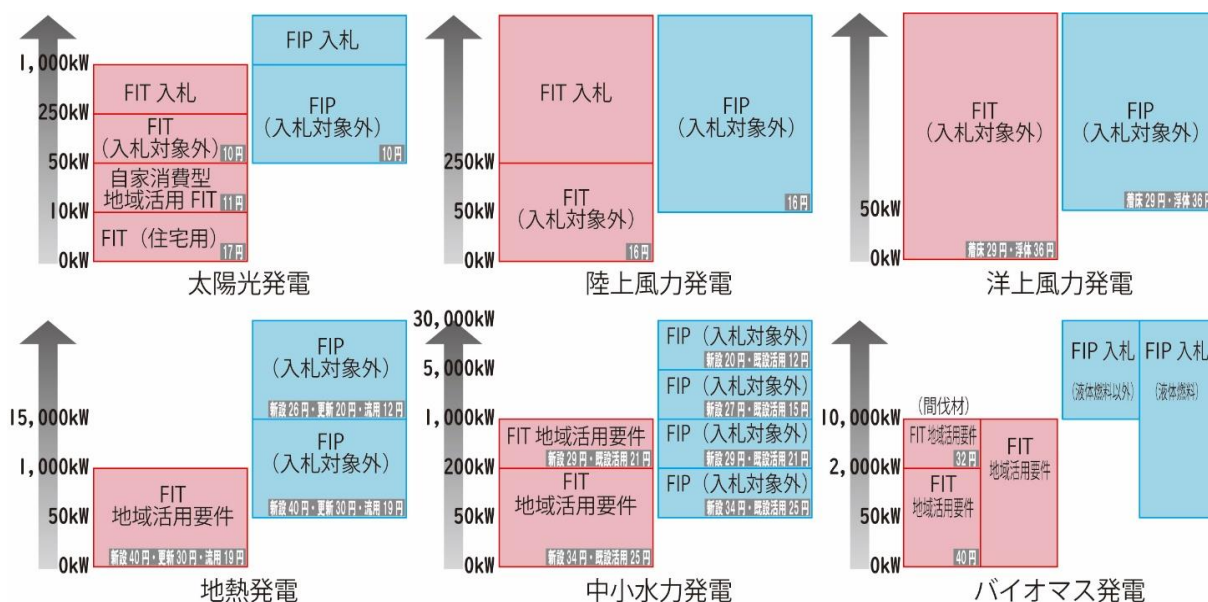 1,000kW
250kW
50kW
10kW
0kW
FIT 入札
FIT
(入札対象外)
10円
自家消費型
地域活用 FIT
11円
FIT（住宅用）
17円
FIP 入札
FIP
(入札対象外)
10円
太陽光発電
250kW
50kW
0kW
FIT 入札
FIT
(入札対象外)
16円
FIP
(入札対象外)
16円
陸上風力発電
50kW
0kW
FIT
(入札対象外)
着床29円・浮体36円
FIP
(入札対象外)
着床29円・浮体36円
洋上風力発電
15,000kW
1,000kW
50kW
0kW
FIT
地域活用要件
新設40円・更新30円・流用19円
FIP
(入札対象外)
新設26円・更新20円・流用12円
FIP
(入札対象外)
新設40円・更新30円・流用19円
地熱発電
30,000kW
5,000kW
1,000kW
200kW
50kW
0kW
FIT 地域活用要件
新設29円・既設活用21円
FIT
地域活用要件
新設34円・既設活用25円
FIP（入札対象外）
新設20円・既設活用12円
FIP（入札対象外）
新設27円・既設活用15円
FIP（入札対象外）
新設29円・既設活用21円
FIP（入札対象外）
新設34円・既設活用25円
中小水力発電
10,000kW
2,000kW
50kW
0kW
(間伐材)
FIT 地域活用要件
32円
FIT
地域活用要件
40円
FIT
地域活用要件
FIP 入札
(液体燃料以外)
FIP 入札
(液体燃料)
バイオマス発電